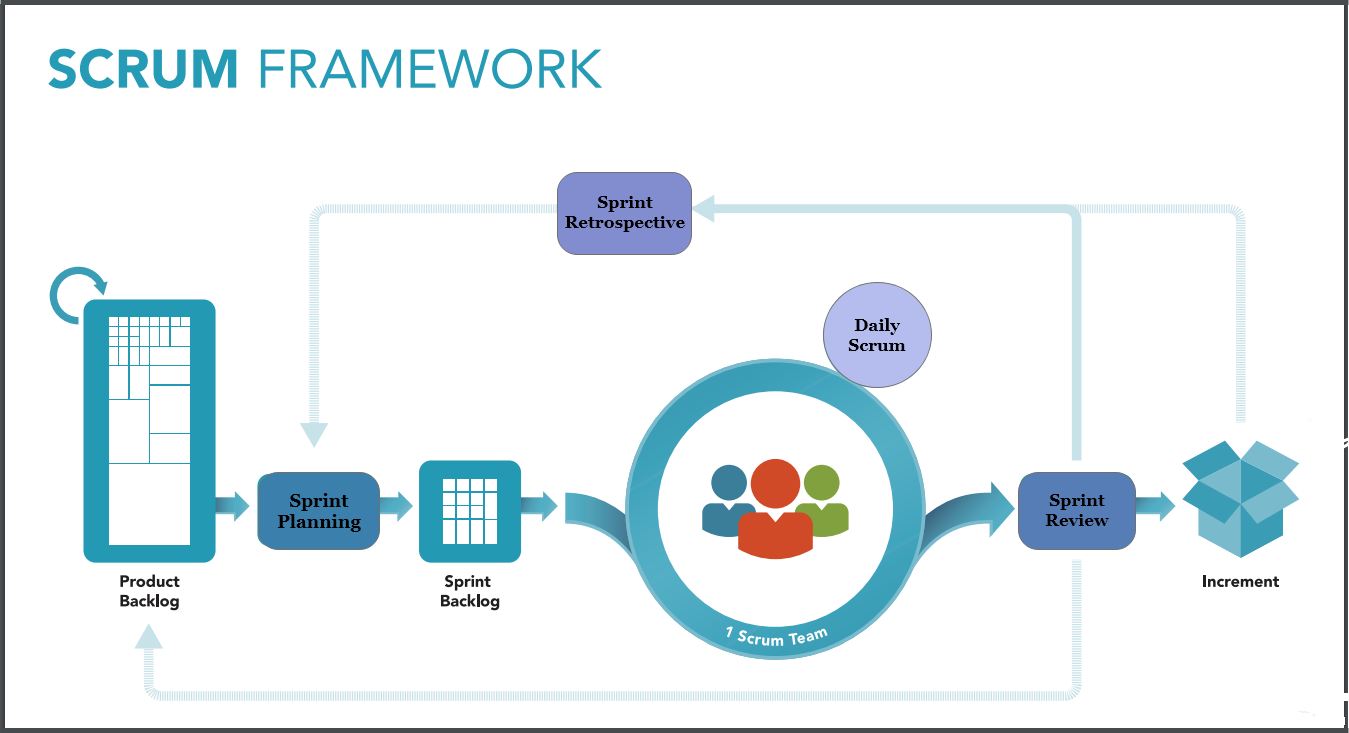 SCRUM FRAMEWORK
Sprint
Retrospective
Daily
Scrum
Sprint
Planning
Sprint
Review
Product
Backlog
Sprint
Backlog
Increment
1 Scrum Team